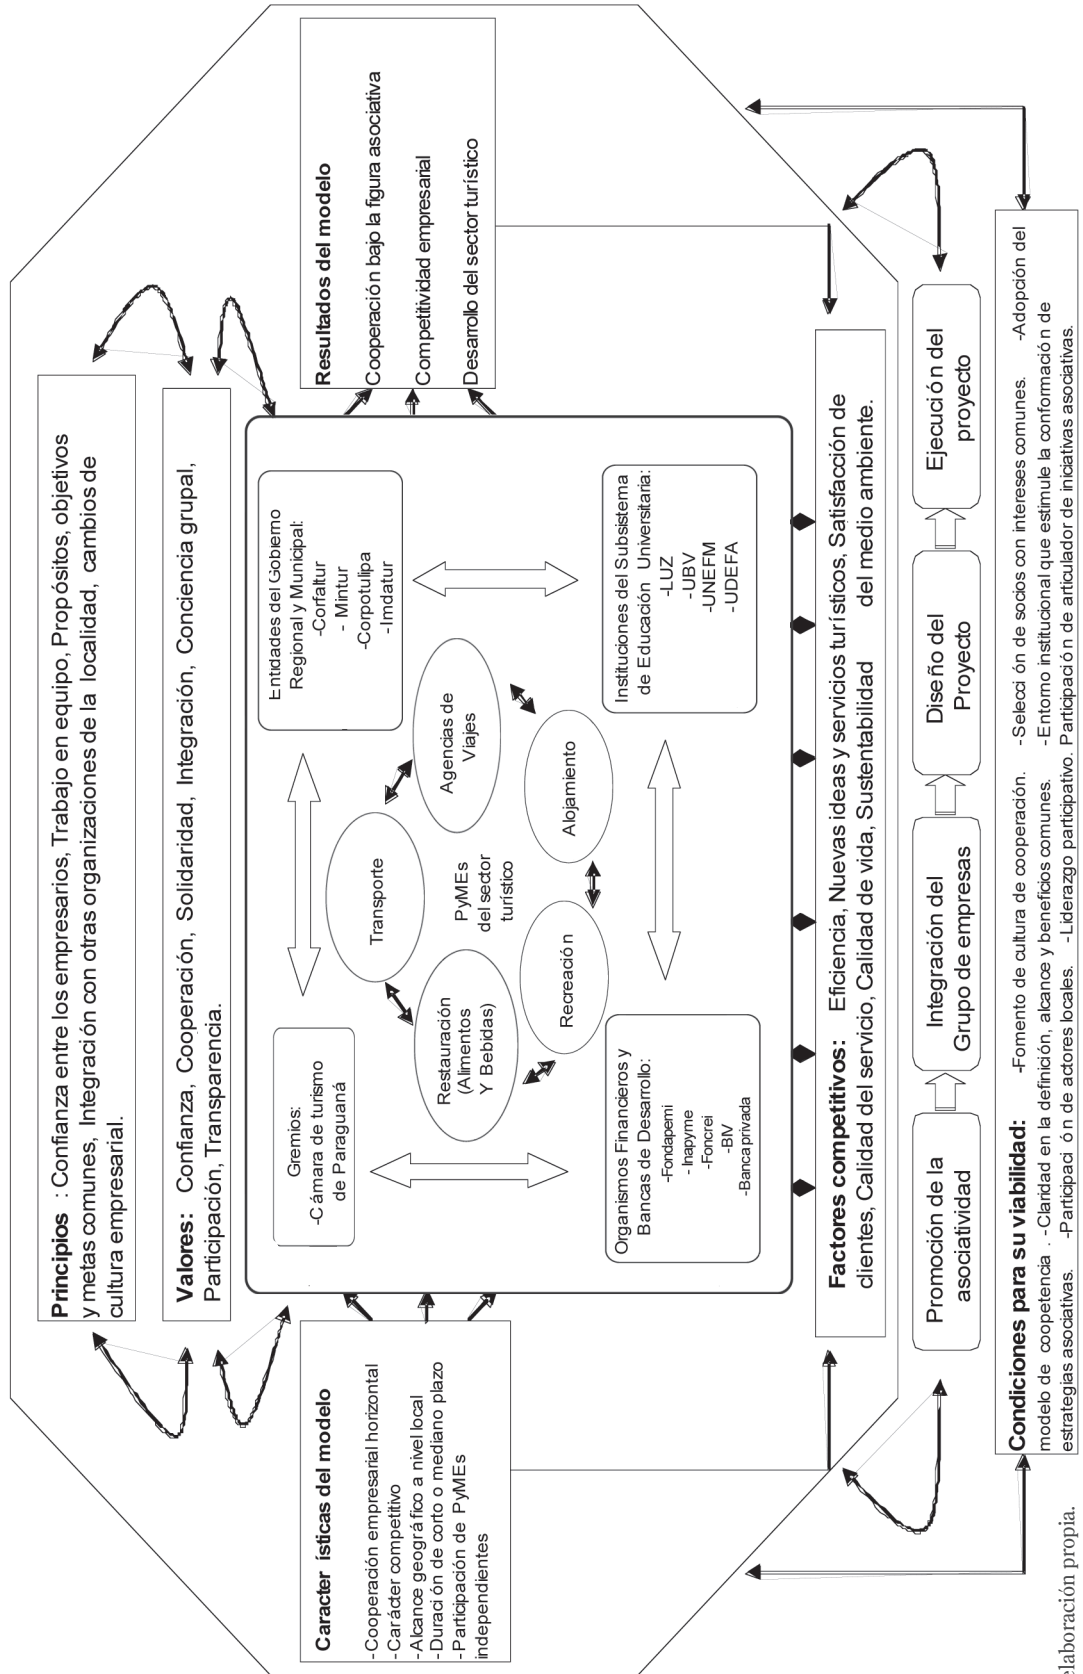 Principios : Confianza entre los empresarios, Trabajo en equipo, Propósitos, objetivos
y metas comunes, Integración con otras organizaciones de la localidad, cambios de
cultura empresarial.
Valores: Confianza, Cooperación, Solidaridad, Integración, Conciencia grupal,
Participación, Transparencia.
Caracter ísticas del modelo
-Cooperación empresarial horizontal
-Carácter competitivo
-Alcance geográfico a nivel local
-Duraci ón de corto o mediano plazo
-Participación de PyMEs
independientes
Gremios:
-Cámara de turismo
de Paraguaná
Entidades del Gobierno
Regional y Municipal:
-Corfaltur
- Mintur
-Corpotulipa
- Imdatur
Transporte
Agencias de
Viajes
Restauración
(Alimentos
Y Bebidas)
PyMEs
del sector
turístico
Recreación
Alojamiento
Organismos Financieros y
Bancas de Desarrollo:
-Fondapemi
- Inapyme
-Foncrei
- BIV
-Banca privada
Instituciones del Subsistema
de Educación Universitaria:
-LUZ
-UBV
-UNEFM
-UDEFA
Resultados del modelo
Cooperación bajo la figura asociativa
Competitividad empresarial
Desarrollo del sector turístico
Factores competitivos: Eficiencia, Nuevas ideas y servicios turísticos, Satisfacción de
clientes, Calidad del servicio, Calidad de vida, Sustentabilidad del medio ambiente.
Promoción de la
asociatividad
Integración del
Grupo de empresas
Diseño del
Proyecto
Ejecución del
proyecto
Condiciones para su viabilidad: -Fomento de cultura de cooperación. - Selecci ón de socios con intereses comunes. -Adopción del
modelo de coopetencia . -Claridad en la definición, alcance y beneficios comunes. - Entorno institucional que estimule la conformación de
estrategias asociativas. -Participaci ón de actores locales. - Liderazgo participativo. Participación de articulador de iniciativas asociativas.
elaboración propia.